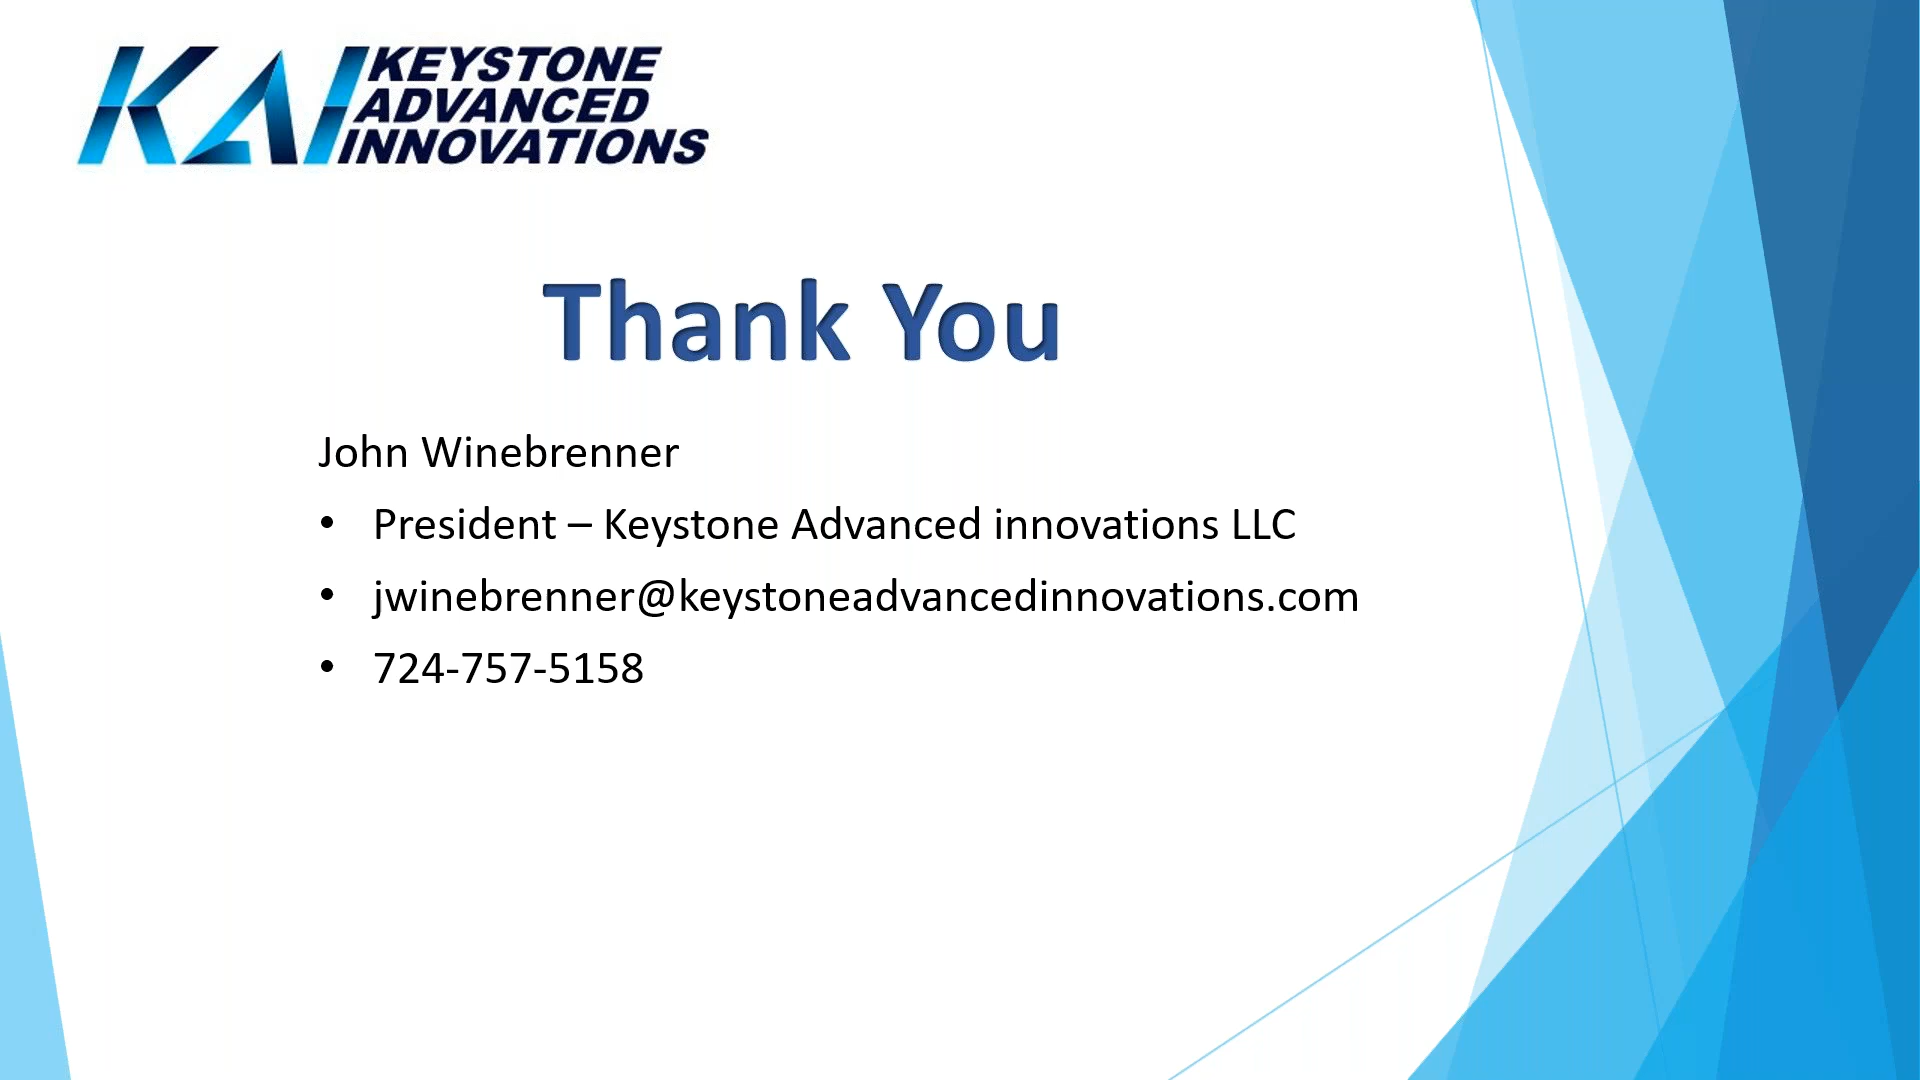 KAI
KEYSTONE
ADVANCED
INNOVATIONS
Thank You
John Winebrenner
• President – Keystone Advanced innovations LLC
• jwinebrenner@keystoneadvancedinnovations.com
• 724-757-5158